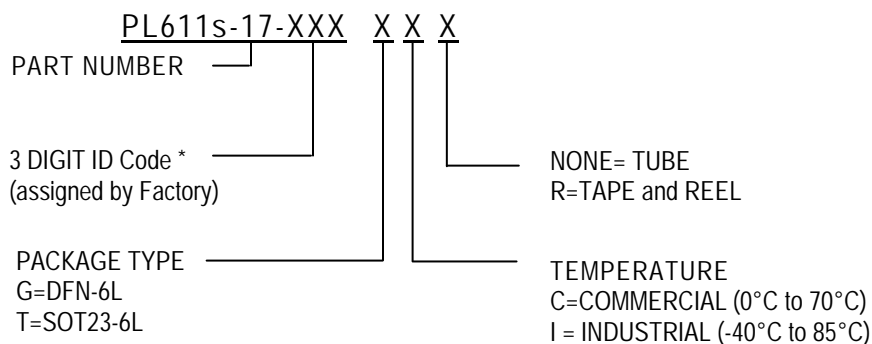 PL611s-17-XXX X X X
PART NUMBER
3 DIGIT ID Code *
(assigned by Factory)
NONE= TUBE
R=TAPE and REEL
PACKAGE TYPE
G=DFN-6L
T=SOT23-6L
TEMPERATURE
C=COMMERCIAL (0°C to 70°C)
I = INDUSTRIAL (-40°C to 85°C)